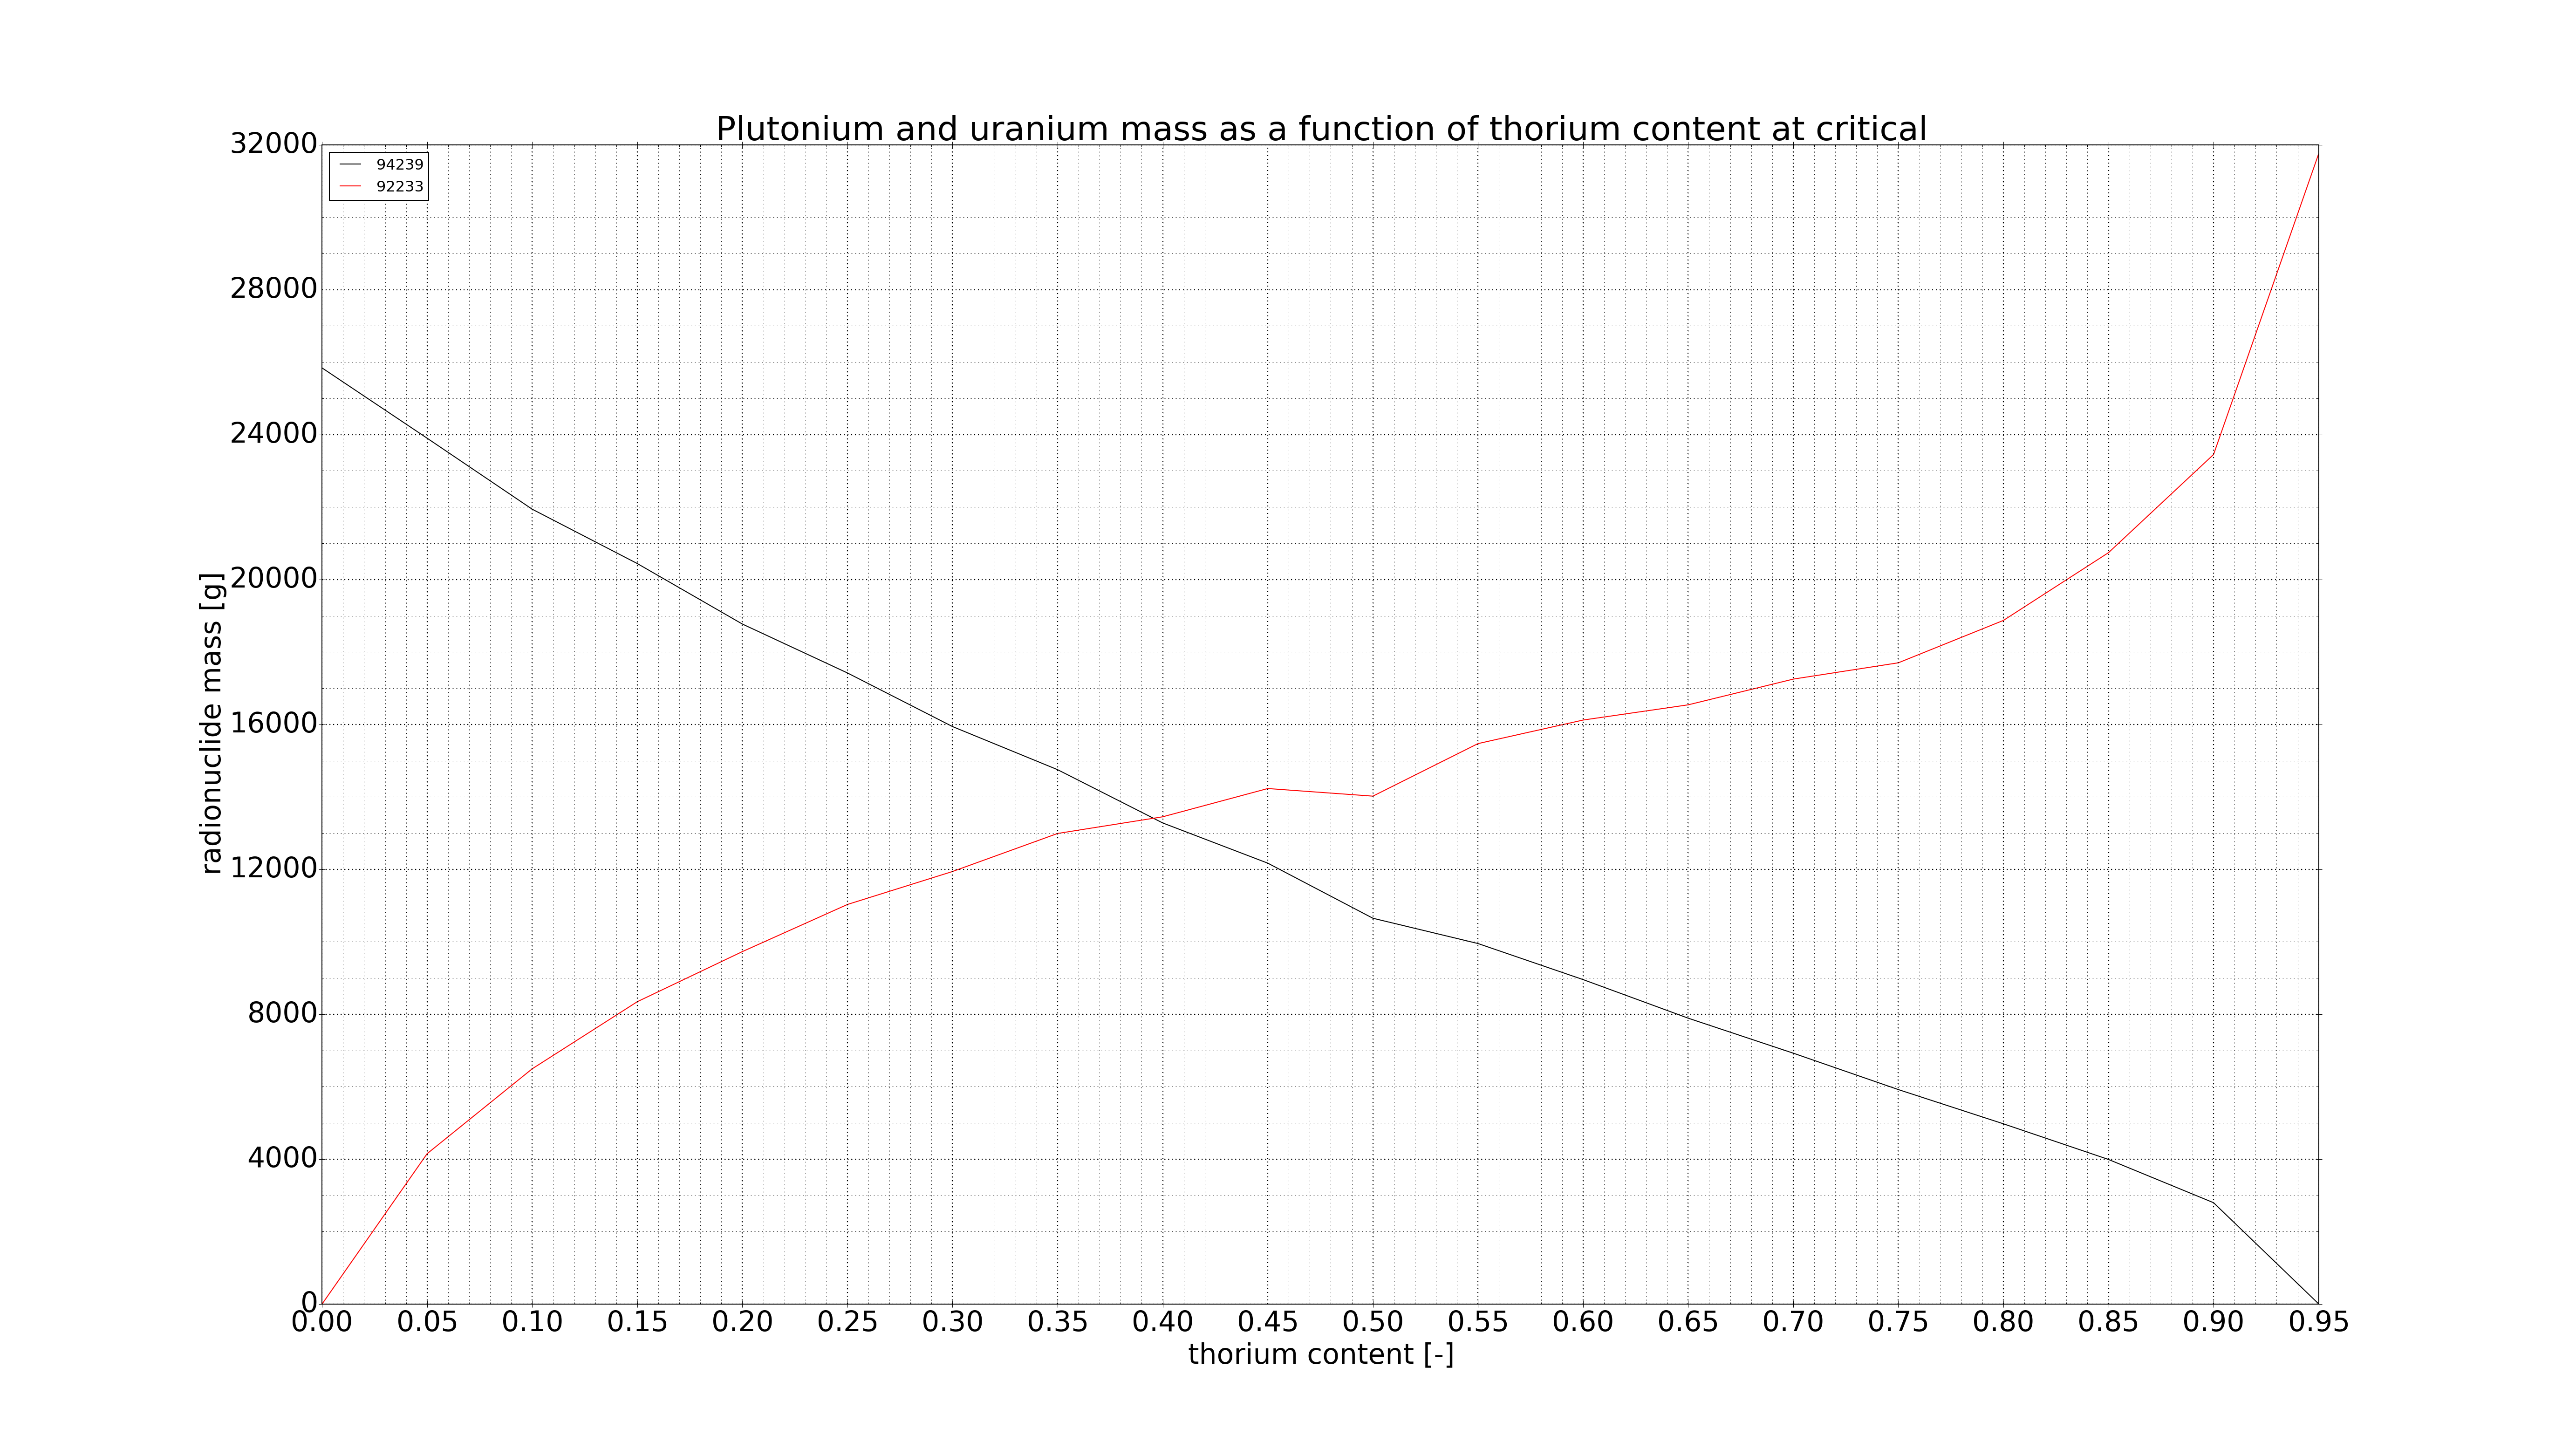 Plutonium and uranium mass as a function of thorium content at critical
94239
92233
radionuclide mass [g]
32000
28000
24000
20000
16000
12000
8000
4000
0
0.00 0.05 0.10 0.15 0.20 0.25 0.30 0.35 0.40 0.45 0.50 0.55 0.60 0.65 0.70 0.75 0.80 0.85 0.90 0.95
thorium content [-]